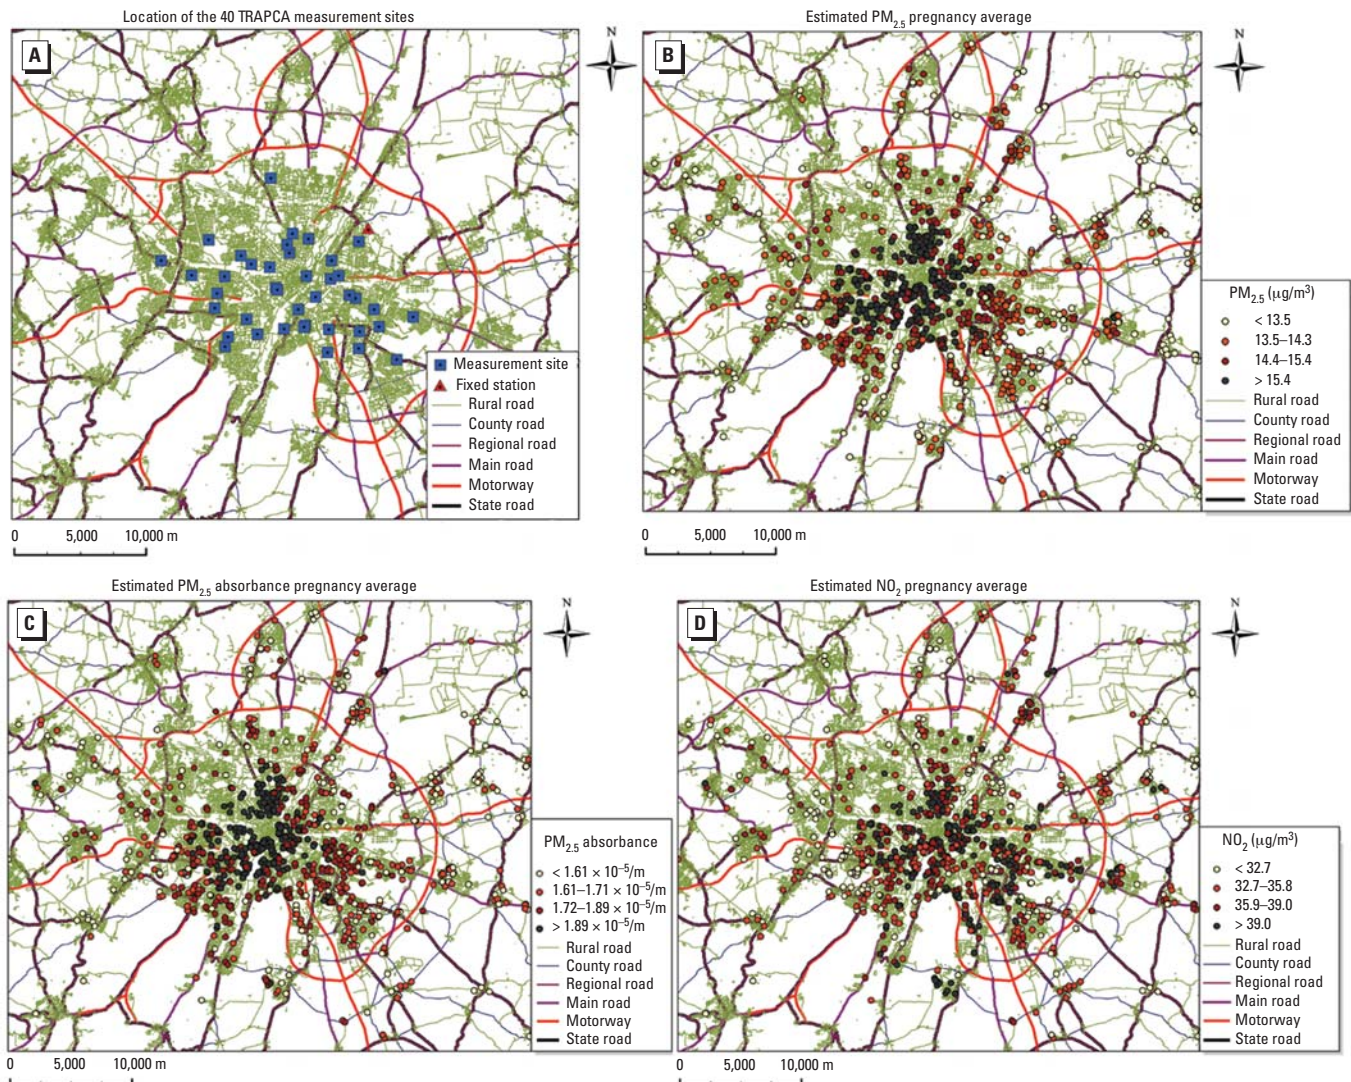 Location of the 40 TRAPCA measurement sites
A
N
Measurement site
Fixed station
Rural road
County road
Regional road
Main road
Motorway
State road
0 5,000 10,000 m
Estimated PM2.5 pregnancy average
B
N
PM2.5 (μg/m3)
< 13.5
13.5–14.3
14.4–15.4
> 15.4
Rural road
County road
Regional road
Main road
Motorway
State road
0 5,000 10,000 m
Estimated PM2.5 absorbance pregnancy average
C
N
PM2.5 absorbance
< 1.61 × 10–5/m
1.61–1.71 × 10–5/m
1.72–1.89 × 10–5/m
> 1.89 × 10–5/m
Rural road
County road
Regional road
Main road
Motorway
State road
0 5,000 10,000 m
Estimated NO2 pregnancy average
D
N
NO2 (μg/m3)
< 32.7
32.7–35.8
35.9–39.0
> 39.0
Rural road
County road
Regional road
Main road
Motorway
State road
0 5,000 10,000 m